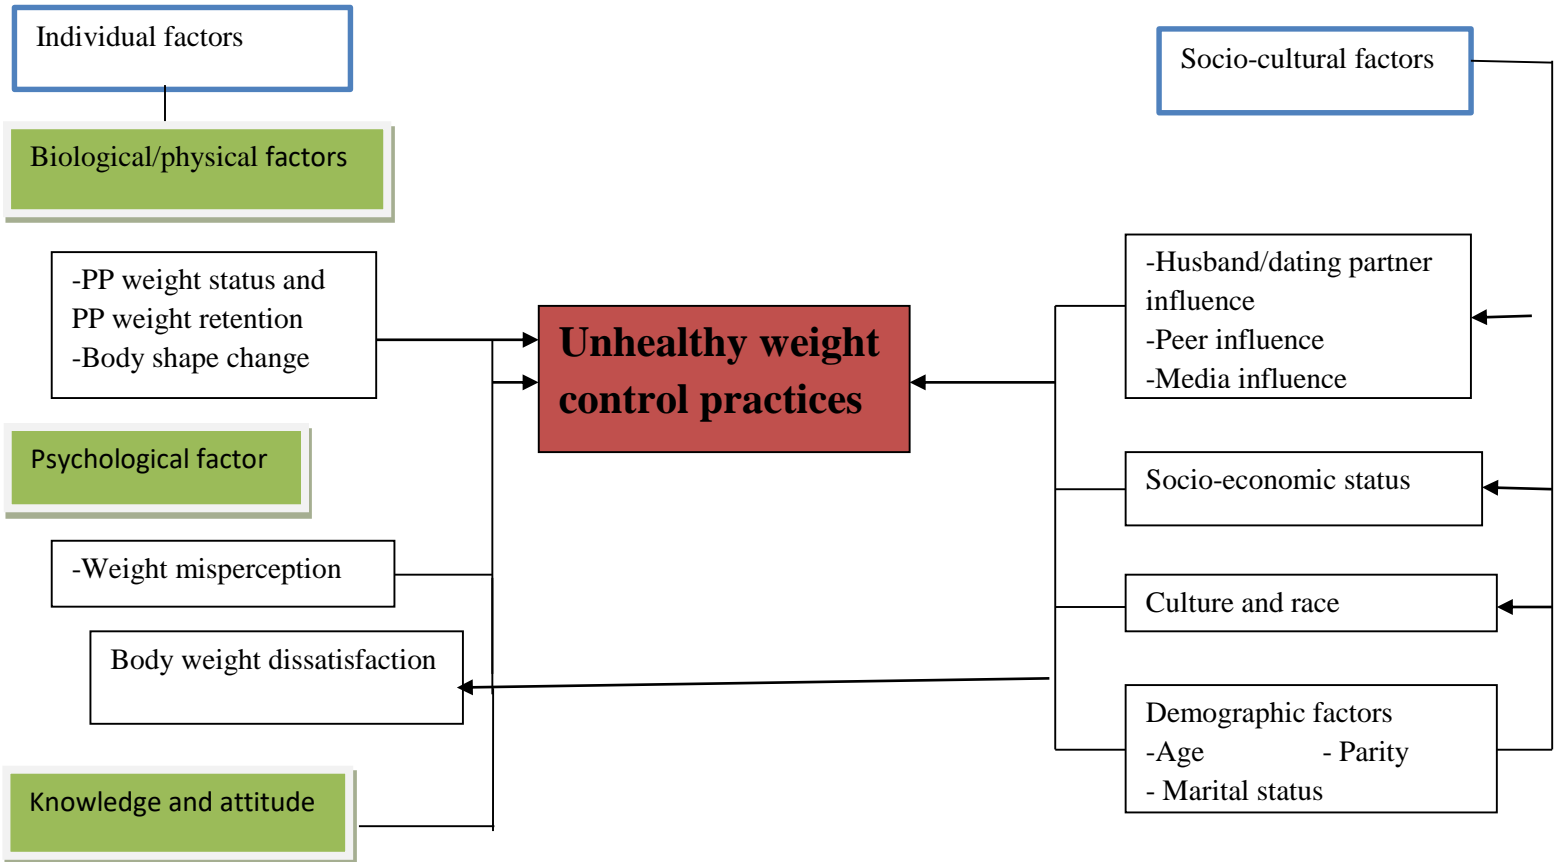 Individual factors
Biological/physical factors
-PP weight status and
PP weight retention
-Body shape change
Psychological factor
-Weight misperception
Body weight dissatisfaction
Knowledge and attitude
Unhealthy weight
control practices
Socio-cultural factors
-Husband/dating partner
influence
-Peer influence
-Media influence
Socio-economic status
Culture and race
Demographic factors
-Age - Parity
- Marital status